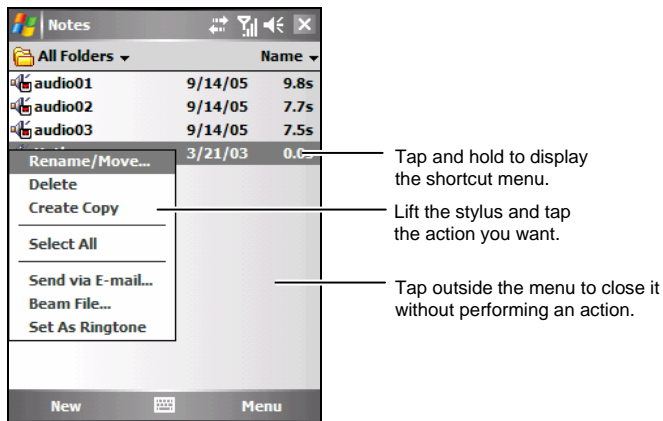 Notes
All Folders
Name
audio01 9/14/05 9.8s
audio02 9/14/05 7.7s
audio03 9/14/05 7.5s
3/21/03 0.0s
Rename/Move...
Delete
Create Copy
Select All
Send via E-mail...
Beam File...
Set As Ringtone
New
Menu
Tap and hold to display
the shortcut menu.
Lift the stylus and tap
the action you want.
Tap outside the menu to close it
without performing an action.